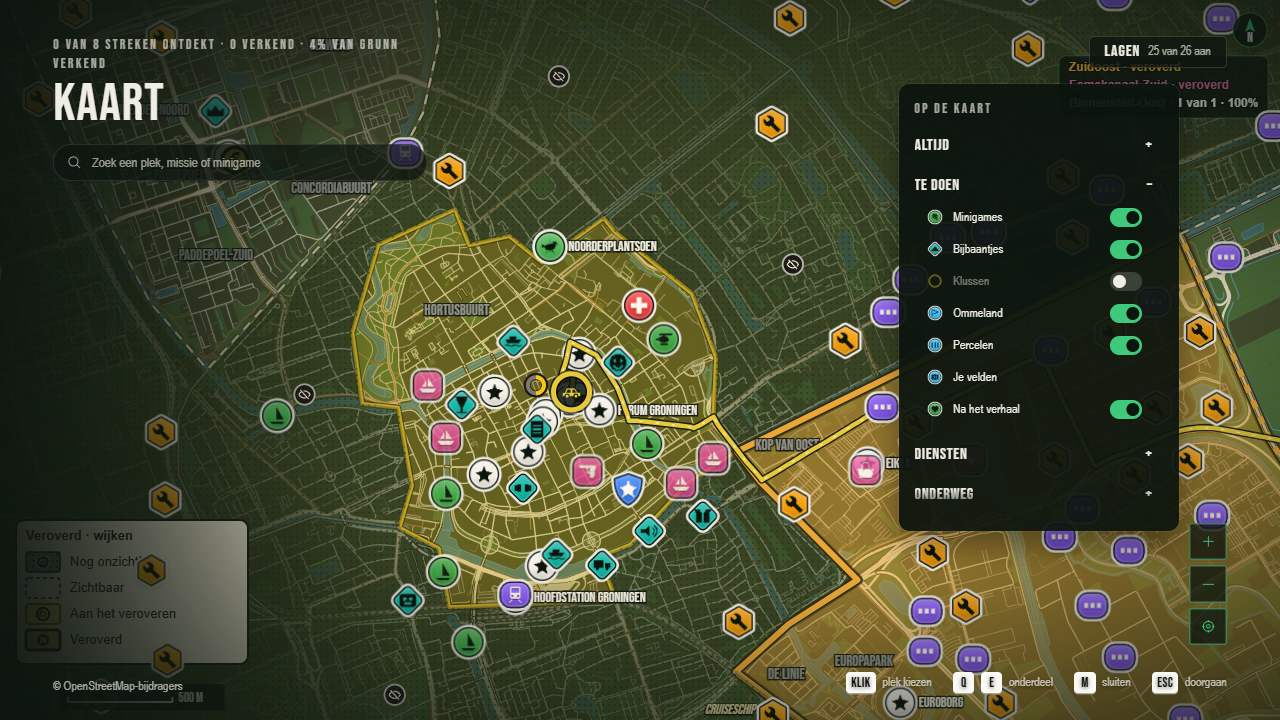 0 VAN 8 STREKEN ONTDEKT · 0 VERKEND · 4% VAN GRUNN
VERKEND
KAART
Zoek een plek, missie of minigame
LAGEN 25 van 26 aan
Zuidoost · veroverd
Eemskanaal Zuid · veroverd
Binnenstad-Oost · 1 van 1 · 100%
N
OP DE KAART
ALTIJD +
TE DOEN −
Minigames
Bijbaantjes
Klussen
Ommeland
Percelen
Je velden
Na het verhaal
DIENSTEN +
ONDERWEG +
CONCORDIABUURT
PADDEPOEL-ZUID
NOORDERPLANTSOEN
HORTUSBUURT
RUM GRONINGEN
KOP VAN OOST
HOOFDSTATION GRONINGEN
DE LINIE
EUROPAPARK
EUROBORG
CRUISESCHIP
Veroverd · wijken
Nog onzicht
Zichtbaar
Aan het veroveren
Veroverd
© OpenStreetMap-bijdragers
500 M
+
−
KLIK plek kiezen Q E onderdeel M sluiten ESC doorgaan